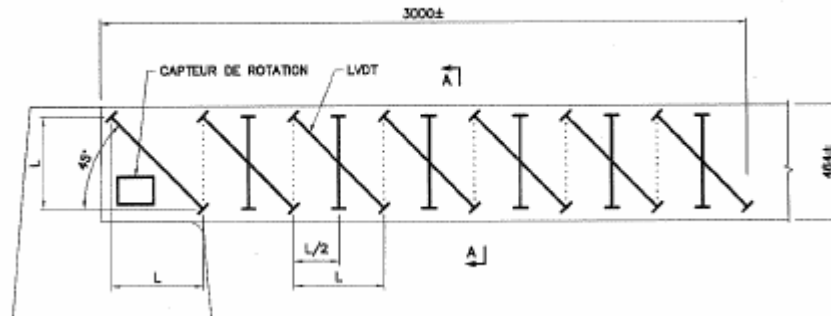 3000±
CAPTEUR DE ROTATION
LVDT
A
L
45°
464±
L/2
L
L
A